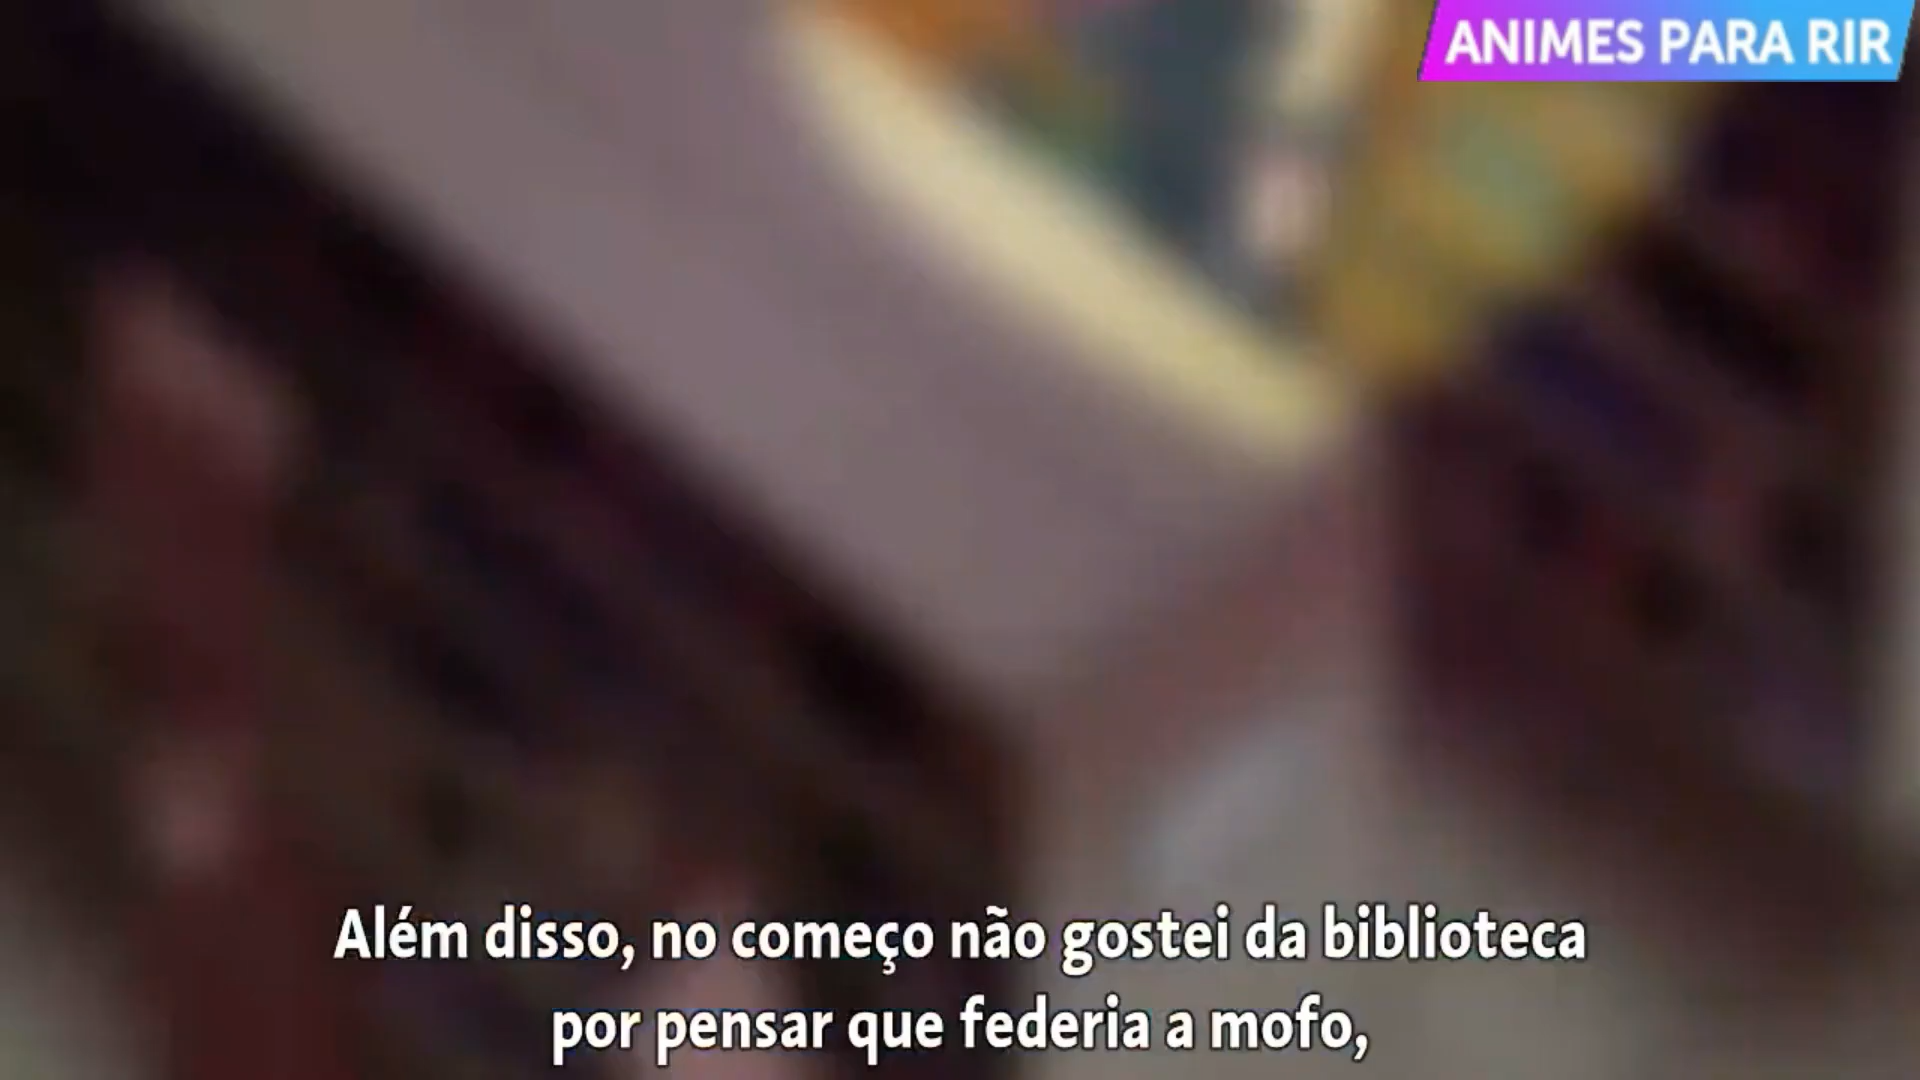 ANIMES PARA RIR
Além disso, no começo não gostei da biblioteca
por pensar que federia a mofo,